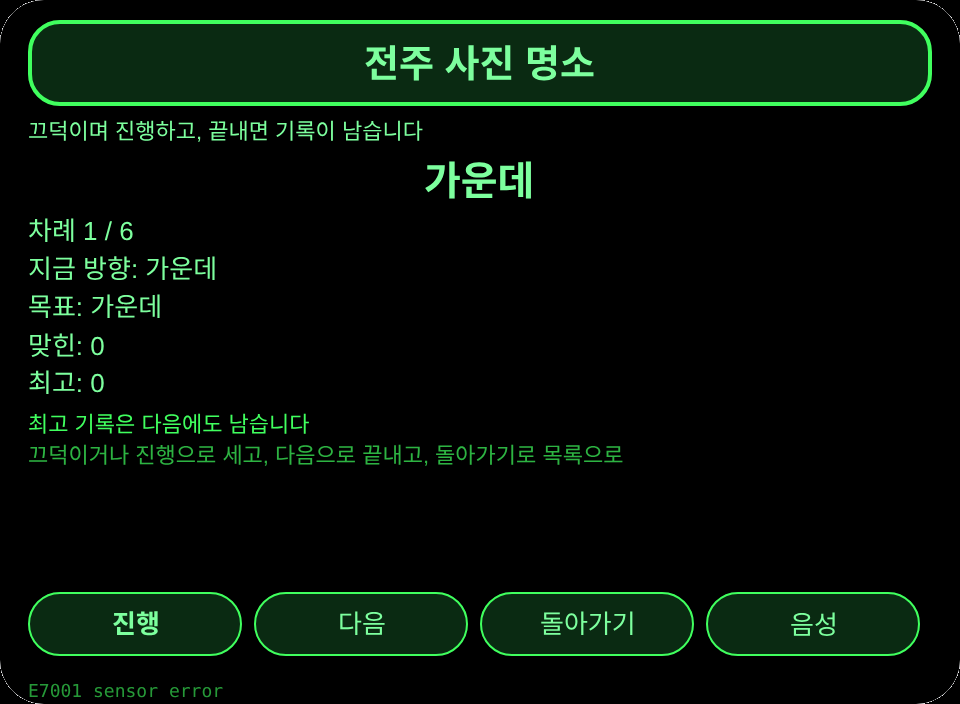 전주 사진 명소
끄덕이며 진행하고, 끝내면 기록이 남습니다
가운데
차례 1 / 6
지금 방향: 가운데
목표: 가운데
맞힌: 0
최고: 0
최고 기록은 다음에도 남습니다
끄덕이거나 진행으로 세고, 다음으로 끝내고, 돌아가기로 목록으로
진행
다음
돌아가기
음성
E7001 sensor error